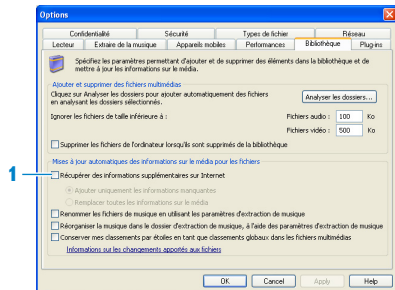 Options
Confidentialité Sécurité Types de fichier Réseau
Lecteur Extraire de la musique Appareils mobiles Performances Bibliothèque Plug-ins
Spécifiez les paramètres permettant d'ajouter et de supprimer des éléments dans la bibliothèque et de
mettre à jour les informations sur le média.
Ajouter et supprimer des fichiers multimédias
Cliquez sur Analyser les dossiers pour ajouter automatiquement des fichiers
en analysant les dossiers sélectionnés.
Analyser les dossiers...
Ignorer les fichiers de taille inférieure à : Fichiers audio : 100 Ko
Fichiers vidéo : 500 Ko
Supprimer les fichiers de l'ordinateur lorsqu'ils sont supprimés de la bibliothèque
Mises à jour automatiques des informations sur le média pour les fichiers
1 Récupérer des informations supplémentaires sur Internet
Ajouter uniquement les informations manquantes
Remplacer toutes les informations sur le média
Renommer les fichiers de musique en utilisant les paramètres d'extraction de musique
Réorganiser la musique dans le dossier d'extraction de musique, à l'aide des paramètres d'extraction de musique
Conserver mes classements par étoiles en tant que classements globaux dans les fichiers multimédias
Informations sur les changements apportés aux fichiers
OK Cancel Apply Help